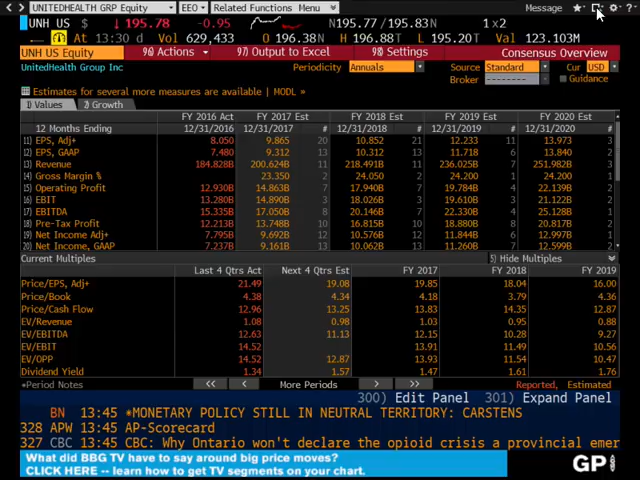 UNITEDHEALTH GRP Equity EEO Related Functions Menu Message
UNH US $ 195.78 -0.95 N195.77/195.83N 1x2
At 13:30 d Vol 629,433 O 196.88T H 196.88T L 195.20T Val 123.103M
UNH US Equity 90) Actions 97) Output to Excel 98) Settings Consensus Overview
UnitedHealth Group Inc Periodicity Annuals Source Standard Cur USD
Broker -------- Guidance
Estimates for several more measures are available | MODL »
1) Values 2) Growth
FY 2016 Act FY 2017 Est FY 2018 Est FY 2019 Est FY 2020 Est
12 Months Ending 12/31/2016 12/31/2017 # 12/31/2018 # 12/31/2019 # 12/31/2020 #
11) EPS, Adj+ 8.050 9.865 20 10.852 21 12.233 11 13.973 3
12) EPS, GAAP 7.480 9.320 13 10.312 13 11.718 6 13.840 2
13) Revenue 184.828B 200.624B 18 218.491B 18 236.025B 7 251.982B 3
14) Gross Margin % 23.350 2 24.050 2 24.100 1 24.200 1
15) Operating Profit 12.930B 14.863B 17 17.940B 7 19.784B 4 22.139B 2
16) EBIT 13.280B 14.890B 3 18.026B 3 19.610B 3 21.122B 2
17) EBITDA 15.335B 17.050B 8 20.146B 7 22.330B 4 25.128B 2
18) Pre-Tax Profit 12.213B 13.748B 11 16.815B 10 18.880B 8 20.817B 2
19) Net Income Adj+ 7.795B 9.692B 12 10.576B 12 11.844B 6 13.249B 2
20) Net Income, GAAP 7.237B 9.161B 13 10.062B 13 11.260B 7 12.599B 2
Current Multiples 5) Hide Multiples
Last 4 Qtrs Act Next 4 Qtrs Est FY 2017 FY 2018 FY 2019
Price/EPS, Adj+ 21.49 19.08 19.85 18.04 16.00
Price/Book 4.38 4.34 4.18 3.79 4.36
Price/Cash Flow 12.96 13.25 13.83 14.35 12.87
EV/Revenue 1.08 0.98 1.03 0.95 0.88
EV/EBITDA 12.63 11.13 12.15 10.28 9.27
EV/EBIT 14.52 13.91 11.49 10.56
EV/OPP 14.52 12.87 13.93 11.54 10.47
Dividend Yield 1.34 1.57 1.47 1.61 1.76
*Period Notes << < More Periods > >> Reported, Estimated
300) Edit Panel 301) Expand Panel
BN 13:45 *MONETARY POLICY STILL IN NEUTRAL TERRITORY: CARSTENS
328 APW 13:45 AP-Scorecard
327 CBC 13:45 CBC: Why Ontario won't declare the opioid crisis a provincial emer
What did BBG TV have to say around big price moves?
CLICK HERE -- learn how to get TV segments on your chart.
GP